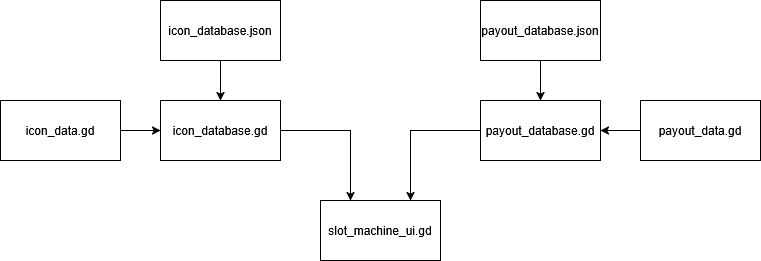 icon_database.json
payout_database.json
icon_data.gd
icon_database.gd
payout_database.gd
payout_data.gd
slot_machine_ui.gd